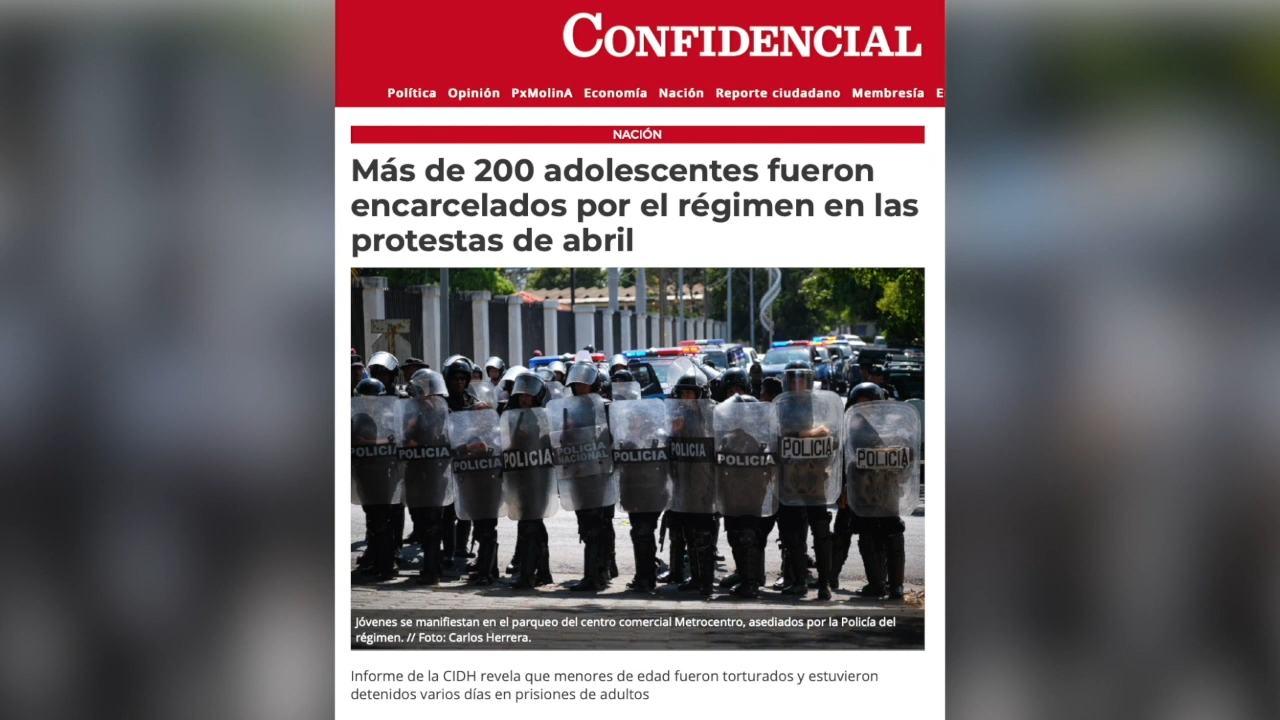 CONFIDENCIAL
Política Opinión PxMolinA Economía Nación Reporte ciudadano Membresía E
NACIÓN
Más de 200 adolescentes fueron
encarcelados por el régimen en las
protestas de abril
POLICIA POLICIA POLICIA POLICIA POLICIA NACIONAL POLICIA POLICIA POLICIA POLICIA POLICIA
Jóvenes se manifiestan en el parqueo del centro comercial Metrocentro, asediados por la Policía del
régimen. // Foto: Carlos Herrera.
Informe de la CIDH revela que menores de edad fueron torturados y estuvieron
detenidos varios días en prisiones de adultos